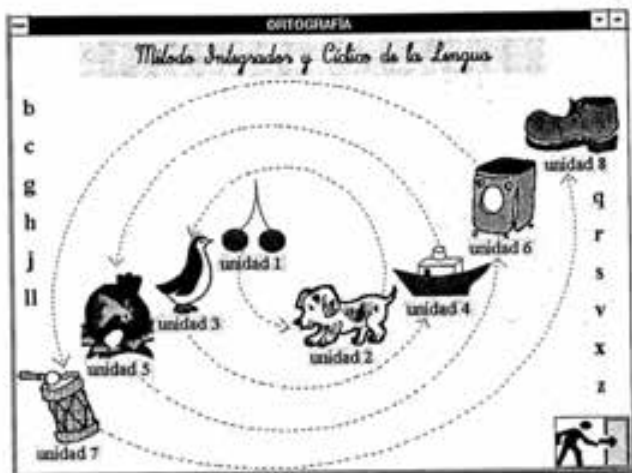 ORTOGRAFÍA
Método Integrador y Cíclico de la Lengua
b
c
g
h
j
ll
unidad 1
unidad 2
unidad 3
unidad 4
unidad 5
unidad 6
unidad 7
unidad 8
q
r
s
v
x
z